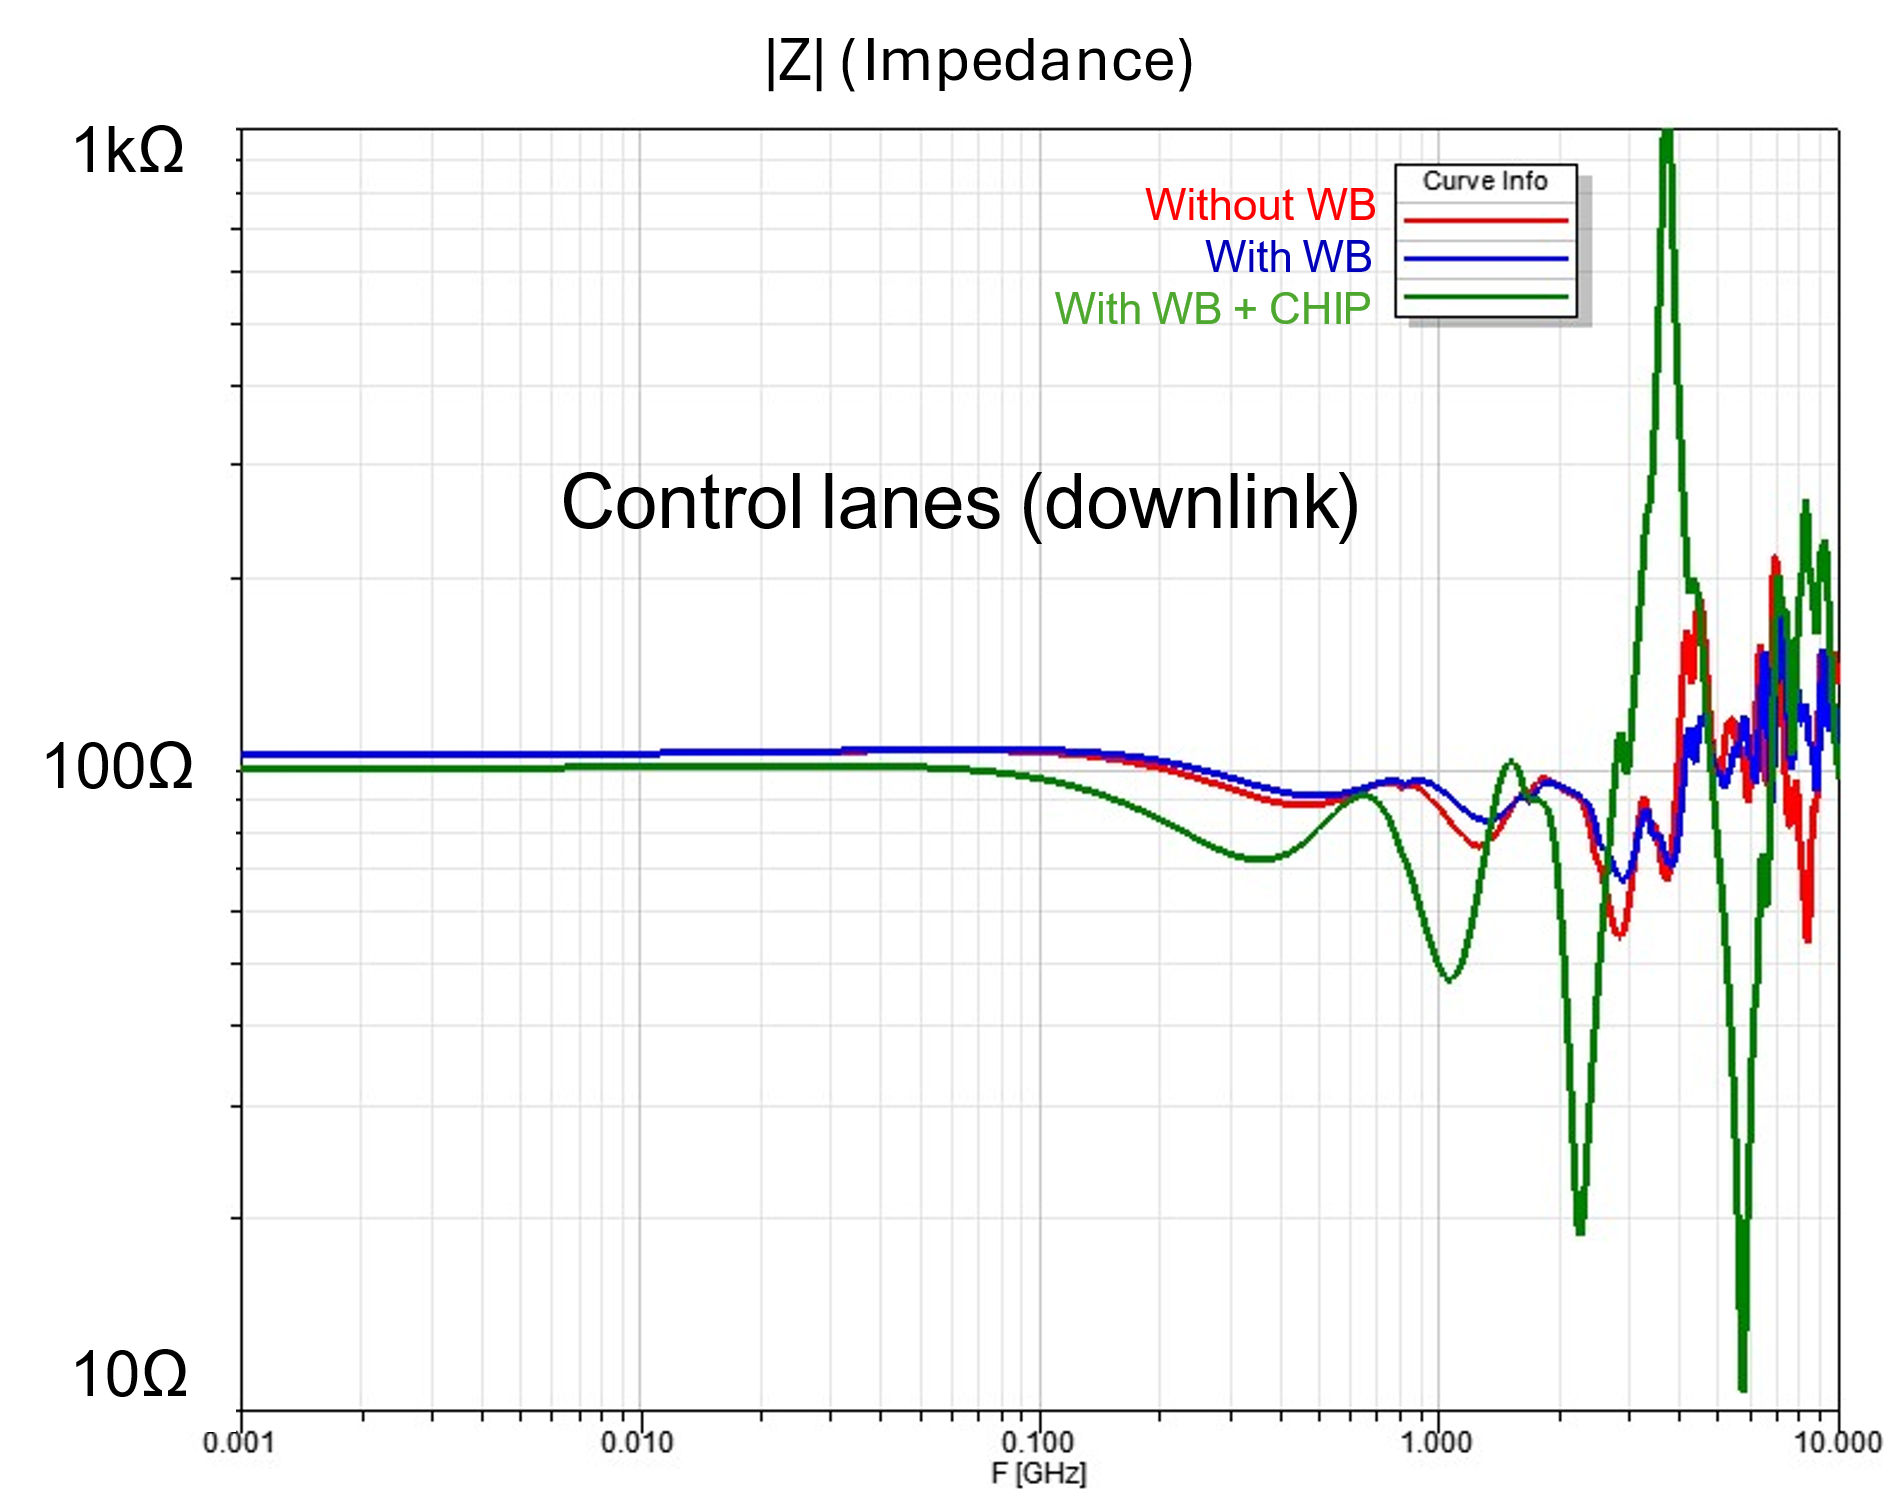 |Z| (Impedance)
1kΩ
Curve Info
Without WB
With WB
With WB + CHIP
Control lanes (downlink)
100Ω
10Ω
0.001 0.010 0.100 1.000 10.000
F [GHz]